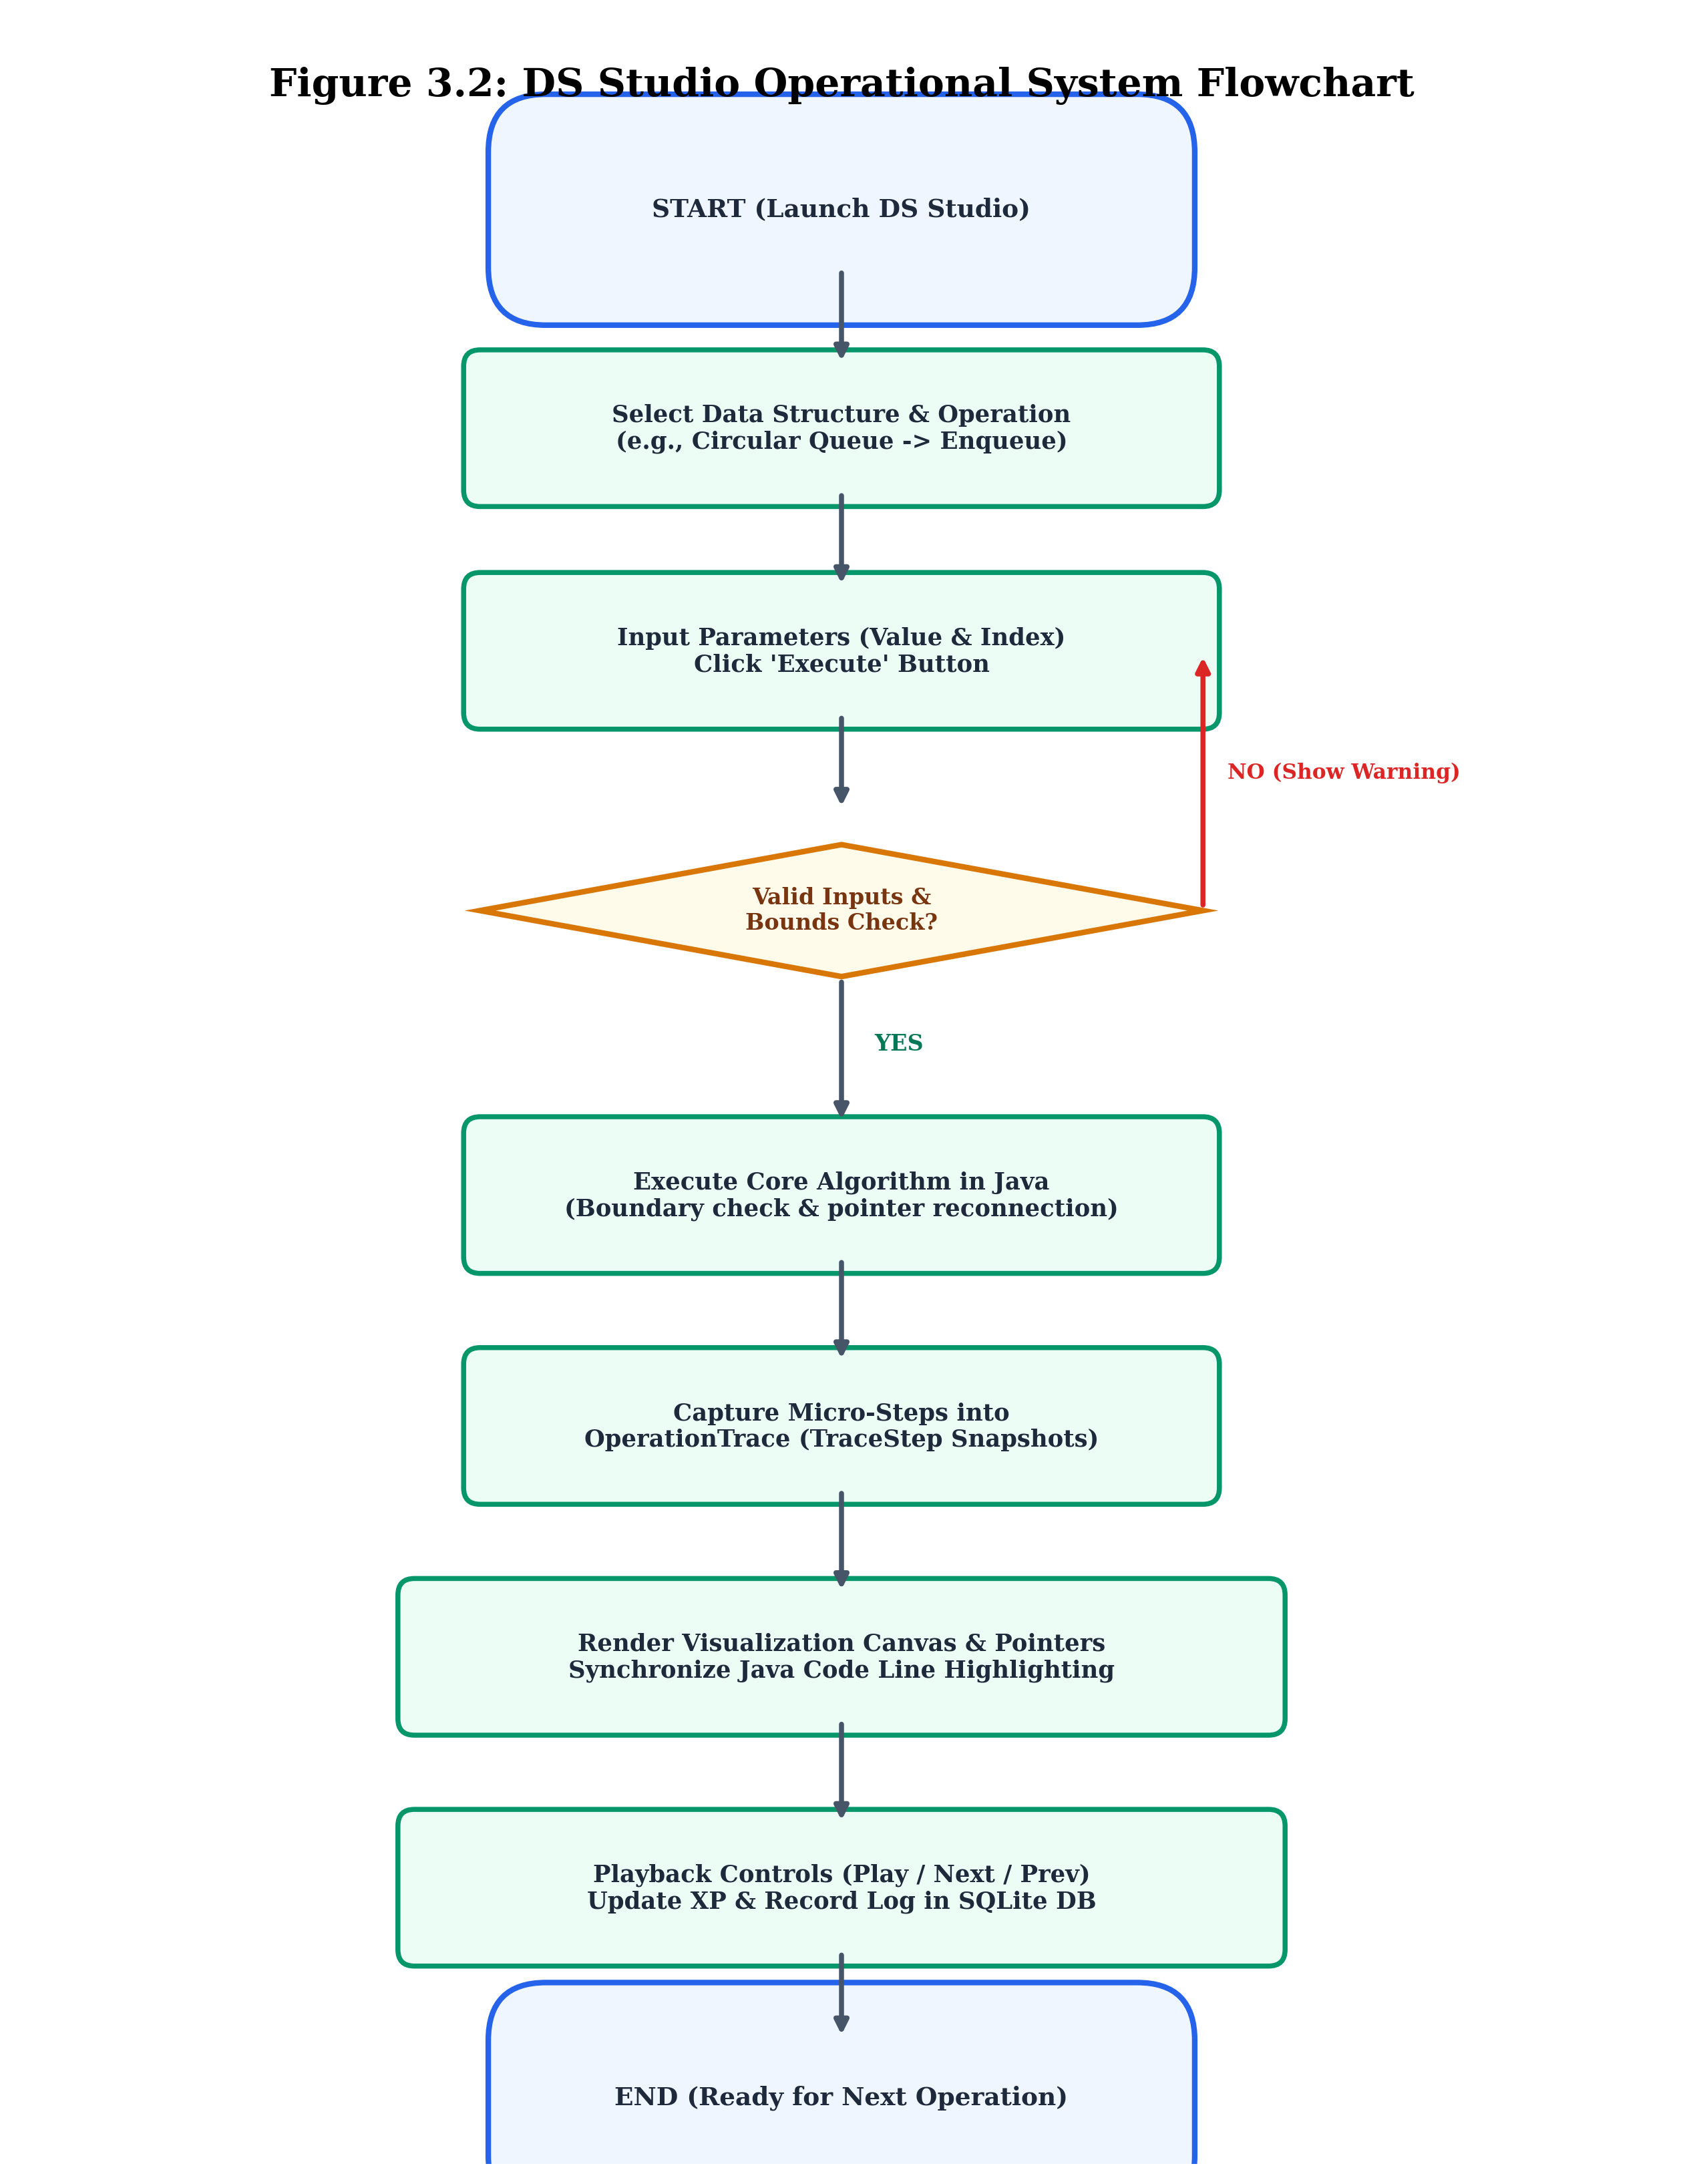 Figure 3.2: DS Studio Operational System Flowchart
START (Launch DS Studio)
Select Data Structure & Operation
(e.g., Circular Queue -> Enqueue)
Input Parameters (Value & Index)
Click 'Execute' Button
NO (Show Warning)
Valid Inputs &
Bounds Check?
YES
Execute Core Algorithm in Java
(Boundary check & pointer reconnection)
Capture Micro-Steps into
OperationTrace (TraceStep Snapshots)
Render Visualization Canvas & Pointers
Synchronize Java Code Line Highlighting
Playback Controls (Play / Next / Prev)
Update XP & Record Log in SQLite DB
END (Ready for Next Operation)